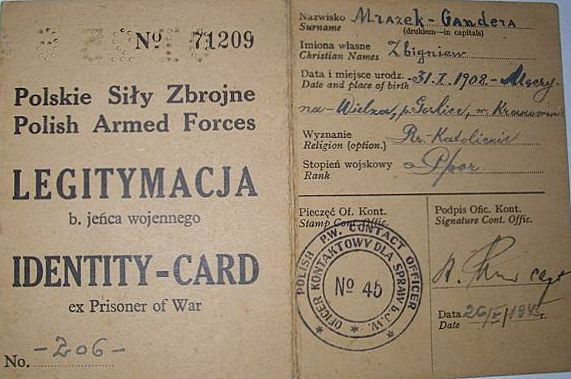 No 71209
Polskie Siły Zbrojne
Polish Armed Forces
LEGITYMACJA
b. jeńca wojennego
IDENTITY-CARD
ex Prisoner of War
No. -206-
Nazwisko Mrazek-Gandera
Surname (drukiem—in capitals)
Imiona własne Zbigniew
Christian Names
Data i miejsce urodz. 31. I. 1908
Date and place of birth
Wielka, p. Gorlice, w.
Wyznanie Rz-Katolickie
Religion (option.)
Stopień wojskowy Ppor
Rank
Pieczęć Of. Kont.
Stamp Cont. Offic.
POLISH P.W. CONTACT OFFICER
OFICER KONTAKTOWY DLA SPRAW b.J.W.
No 45
Podpis Ofic. Kont.
Signature Cont. Offic.
Data
Date